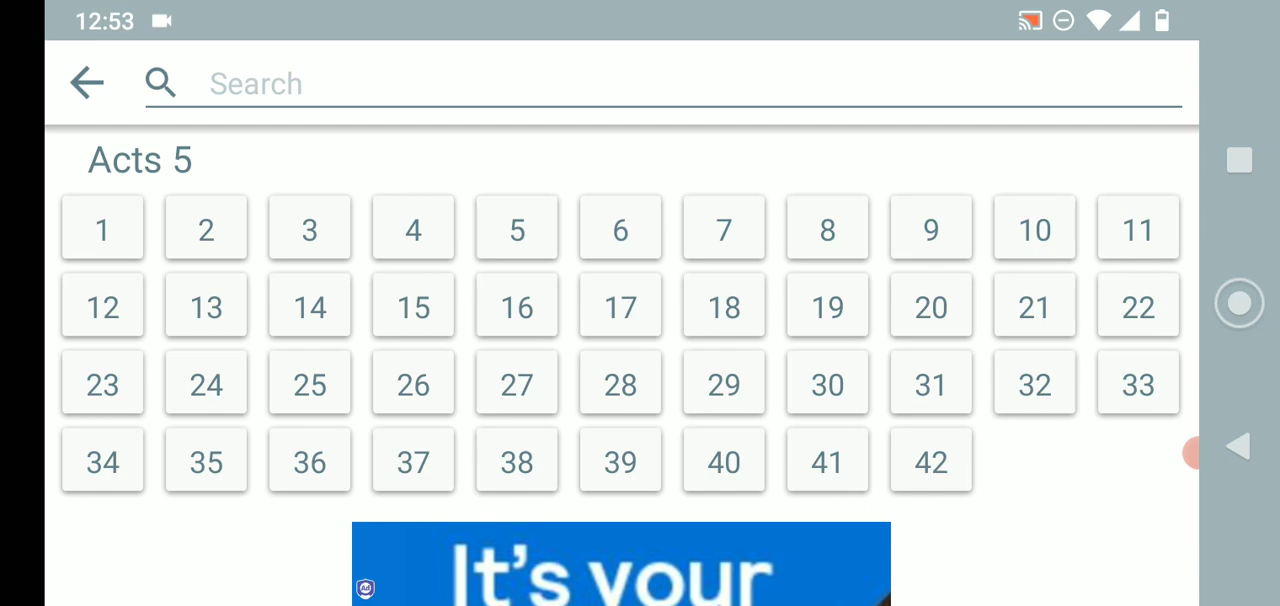 12:53
Search
Acts 5
1 2 3 4 5 6 7 8 9 10 11
12 13 14 15 16 17 18 19 20 21 22
23 24 25 26 27 28 29 30 31 32 33
34 35 36 37 38 39 40 41 42
It's your
Ad